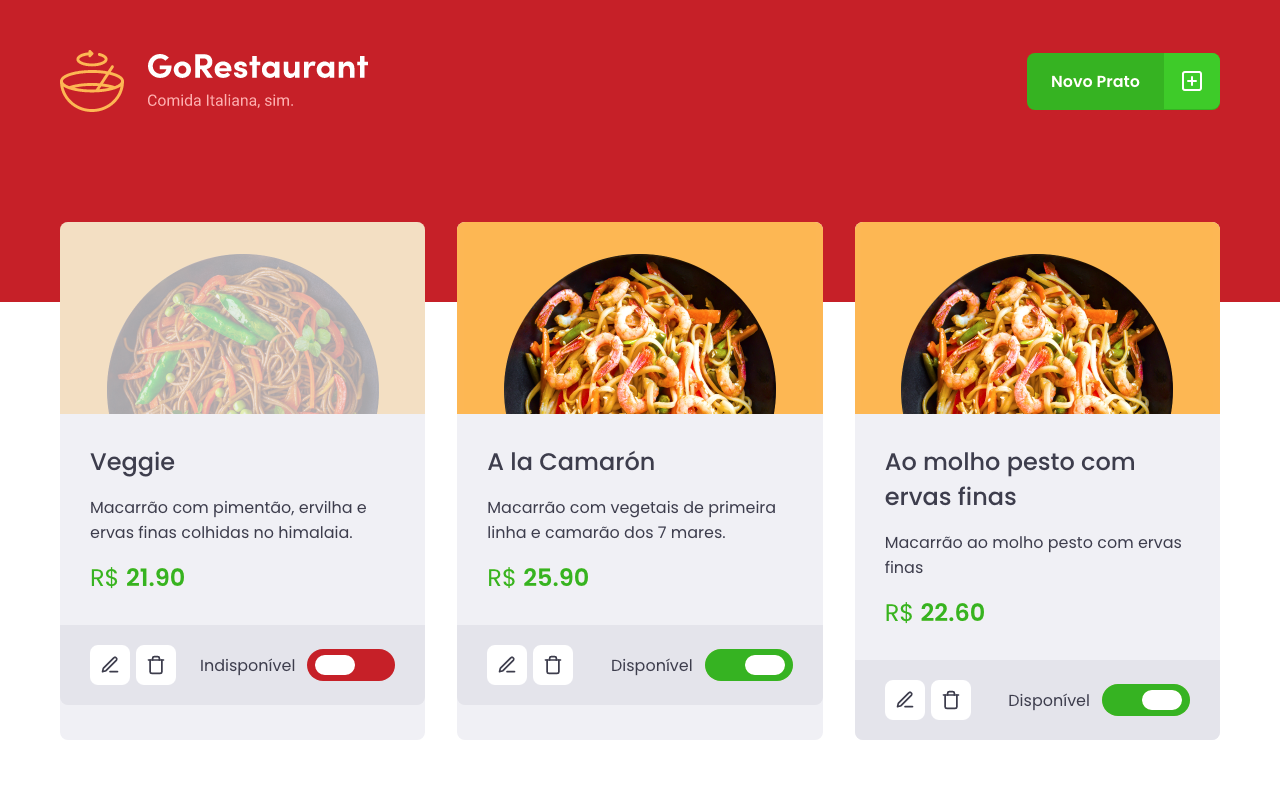 GoRestaurant
Comida Italiana, sim.
Novo Prato
Veggie
Macarrão com pimentão, ervilha e
ervas finas colhidas no himalaia.
R$ 21.90
Indisponível
A la Camarón
Macarrão com vegetais de primeira
linha e camarão dos 7 mares.
R$ 25.90
Disponível
Ao molho pesto com
ervas finas
Macarrão ao molho pesto com ervas
finas
R$ 22.60
Disponível